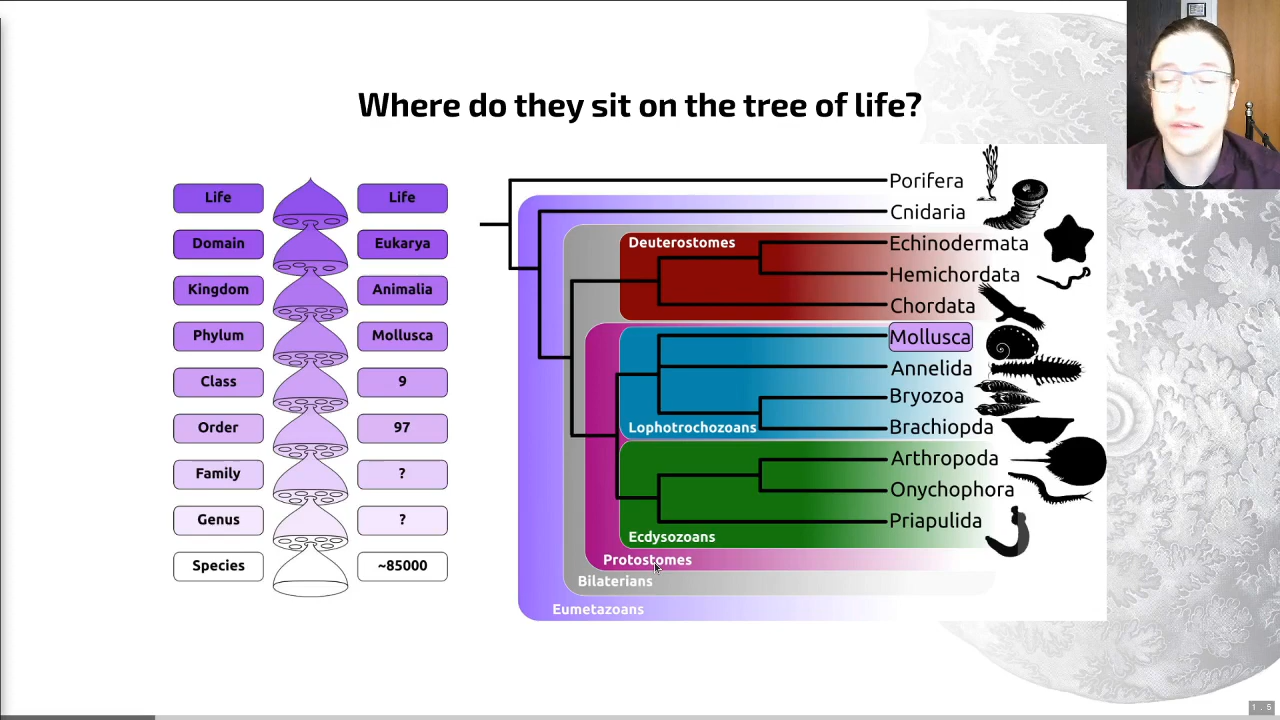 Where do they sit on the tree of life?
Life
Life
Domain
Eukarya
Kingdom
Animalia
Phylum
Mollusca
Class
9
Order
97
Family
?
Genus
?
Species
~85000
Porifera
Cnidaria
Deuterostomes
Echinodermata
Hemichordata
Chordata
Mollusca
Annelida
Bryozoa
Lophotrochozoans
Brachiopda
Arthropoda
Onychophora
Priapulida
Ecdysozoans
Protostomes
Bilaterians
Eumetazoans
1 . 5